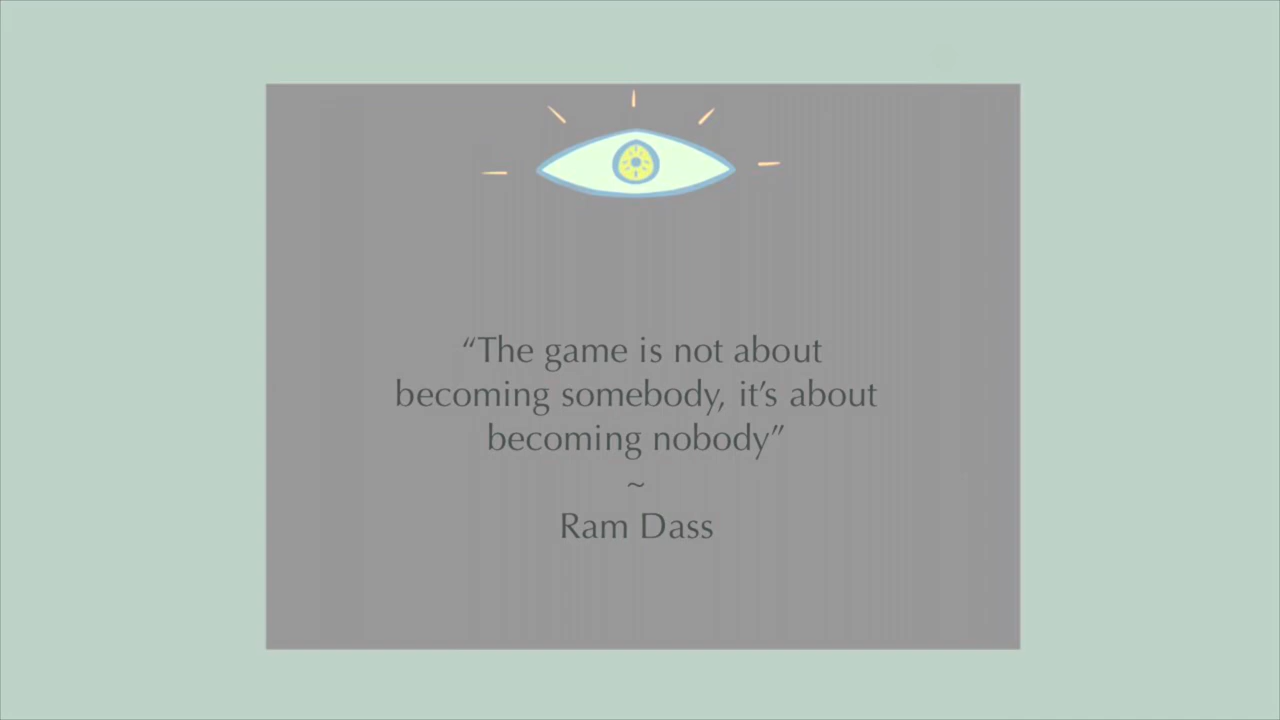 “The game is not about
becoming somebody, it’s about
becoming nobody”
~
Ram Dass